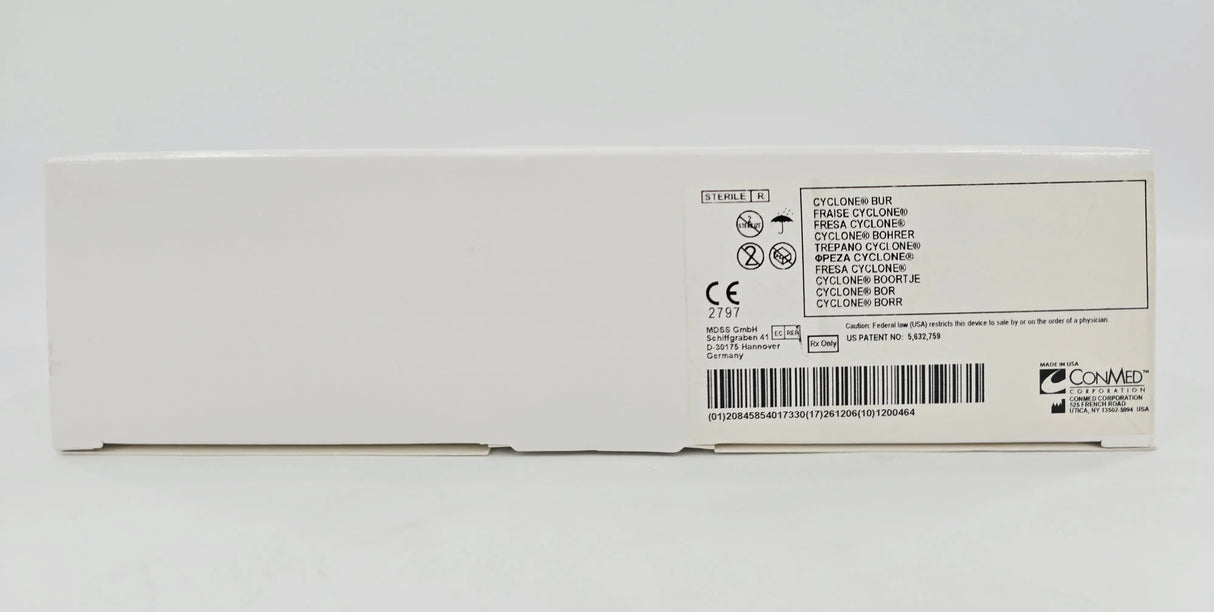 STERILE R
CYCLONE® BUR
FRAISE CYCLONE®
FRESA CYCLONE®
CYCLONE® BOHRER
TREPANO CYCLONE®
ΦΡΕΖΑ CYCLONE®
FRESA CYCLONE®
CYCLONE® BOORTJE
CYCLONE® BOR
CYCLONE® BORR
2
CE
2797
MDSS GmbH
Schiffgraben 41
D-30175 Hannover
Germany
EC REP
Rx Only
Caution: Federal law (USA) restricts this device to sale by or on the order of a physician.
US PATENT NO: 5,632,759
(01)20845854017330(17)261206(10)1200464
MADE IN USA
CONMED™
CORPORATION
CONMED CORPORATION
525 FRENCH ROAD
UTICA, NY 13502-5994 USA